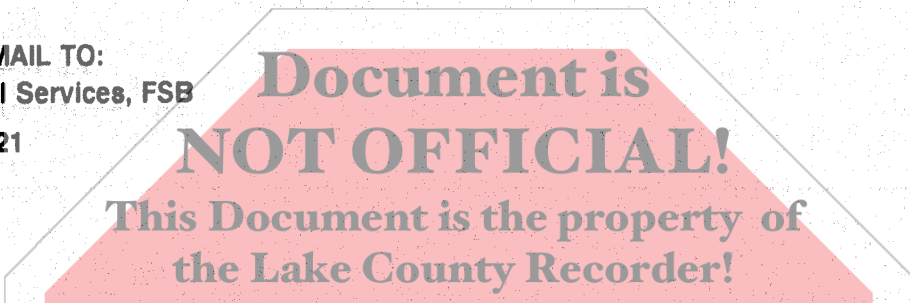 MAIL TO:
Services, FSB
21
Document is
NOT OFFICIAL!
This Document is the property of
the Lake County Recorder!